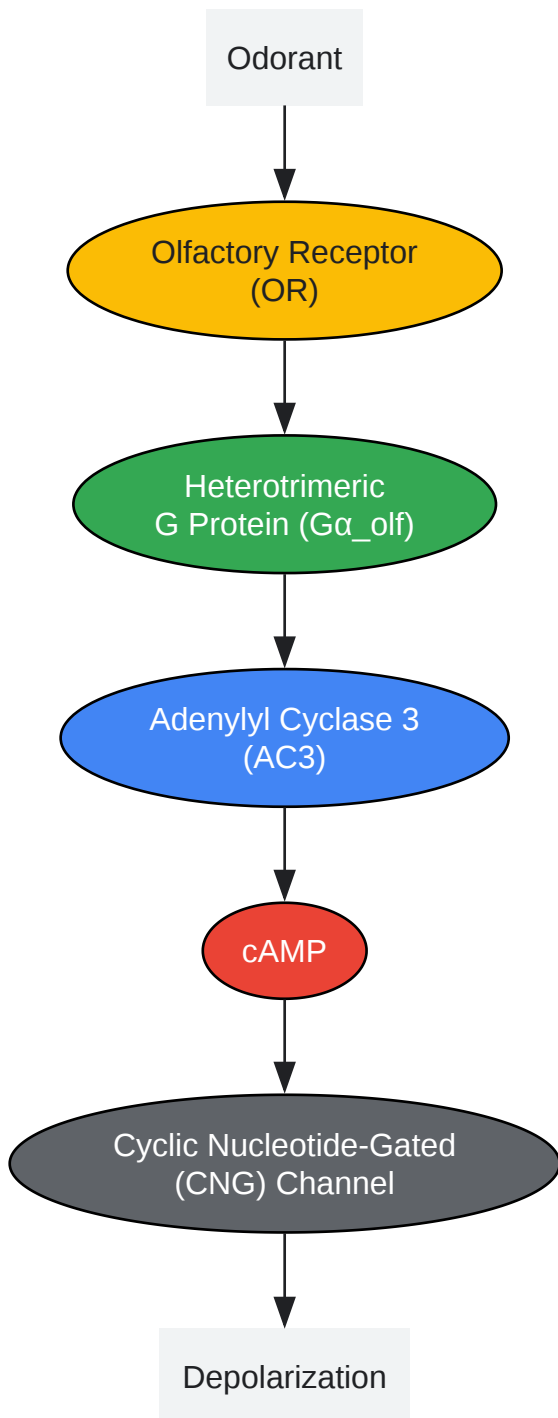 Odorant
Olfactory Receptor
(OR)
Heterotrimeric
G Protein (Gα_olf)
Adenylyl Cyclase 3
(AC3)
cAMP
Cyclic Nucleotide-Gated
(CNG) Channel
Depolarization